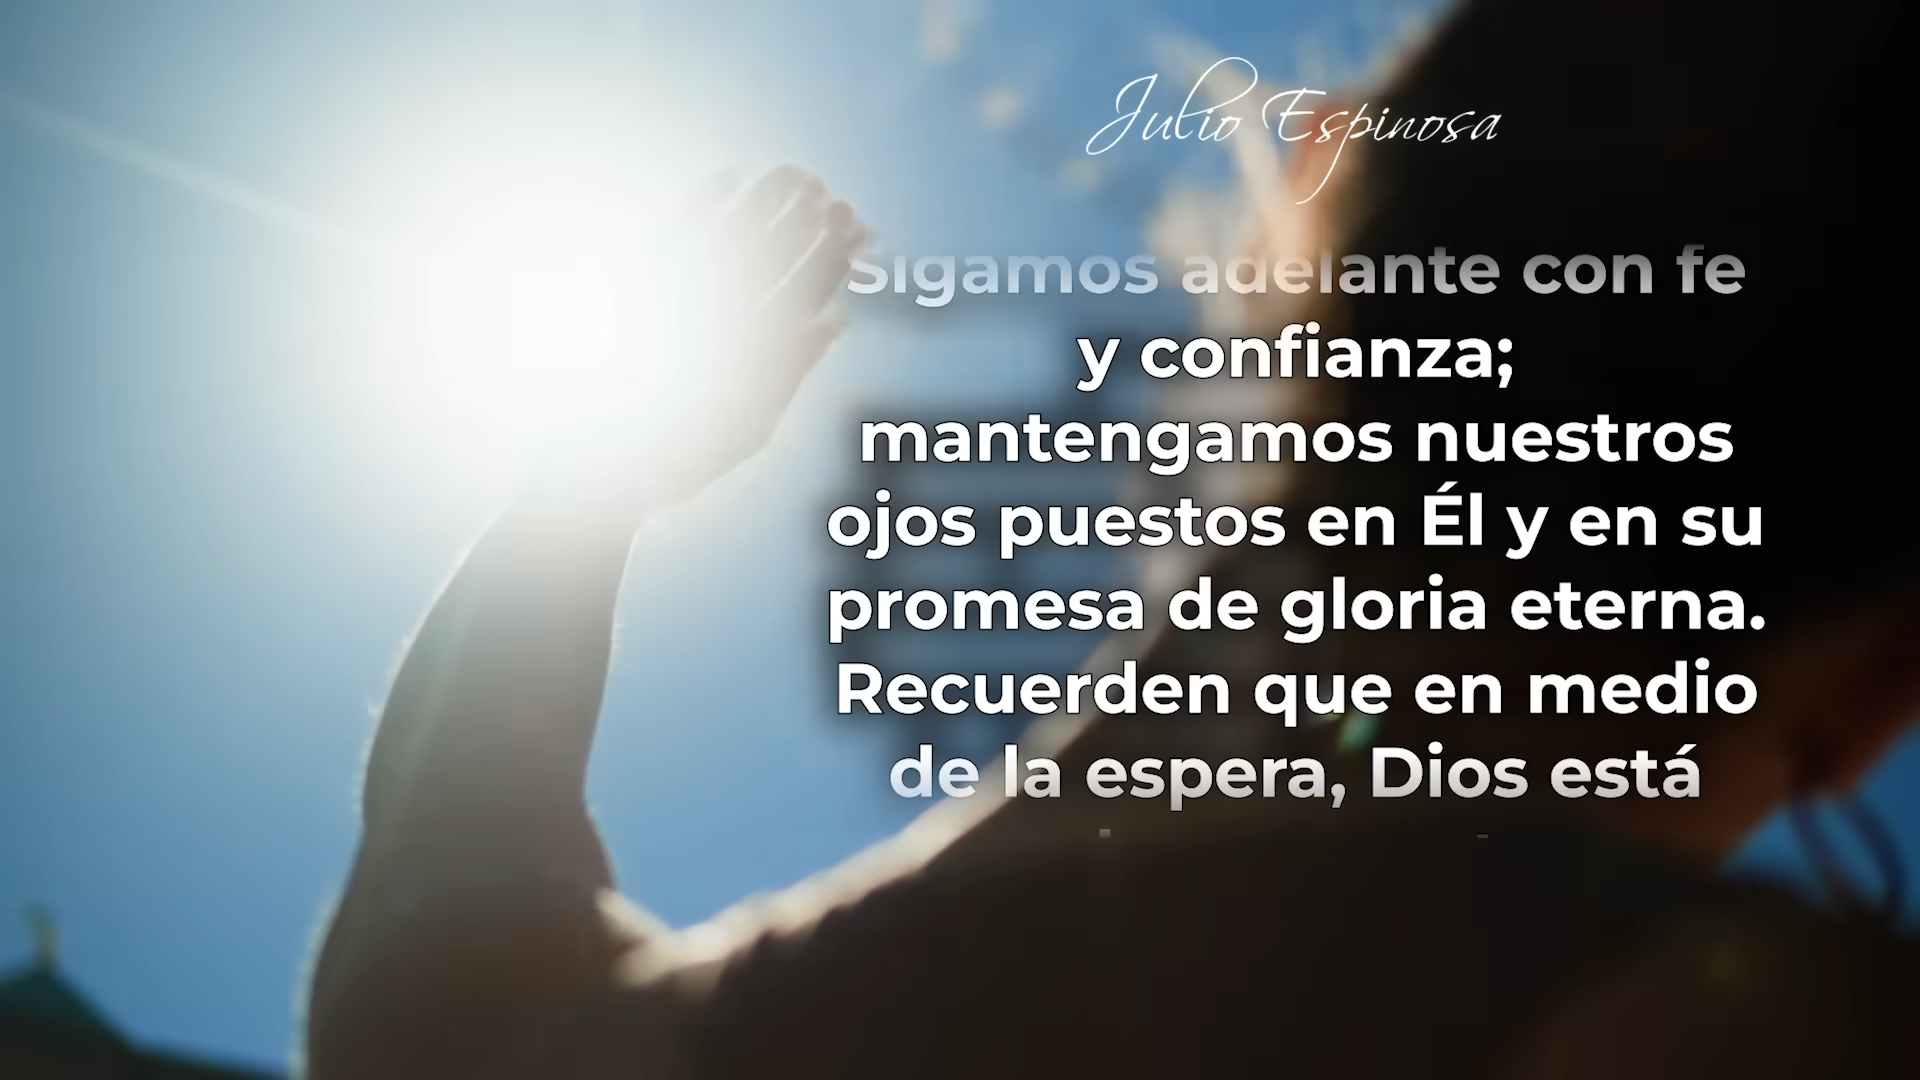 Julio Espinosa
Sigamos adelante con fe
y confianza;
mantengamos nuestros
ojos puestos en Él y en su
promesa de gloria eterna.
Recuerden que en medio
de la espera, Dios está